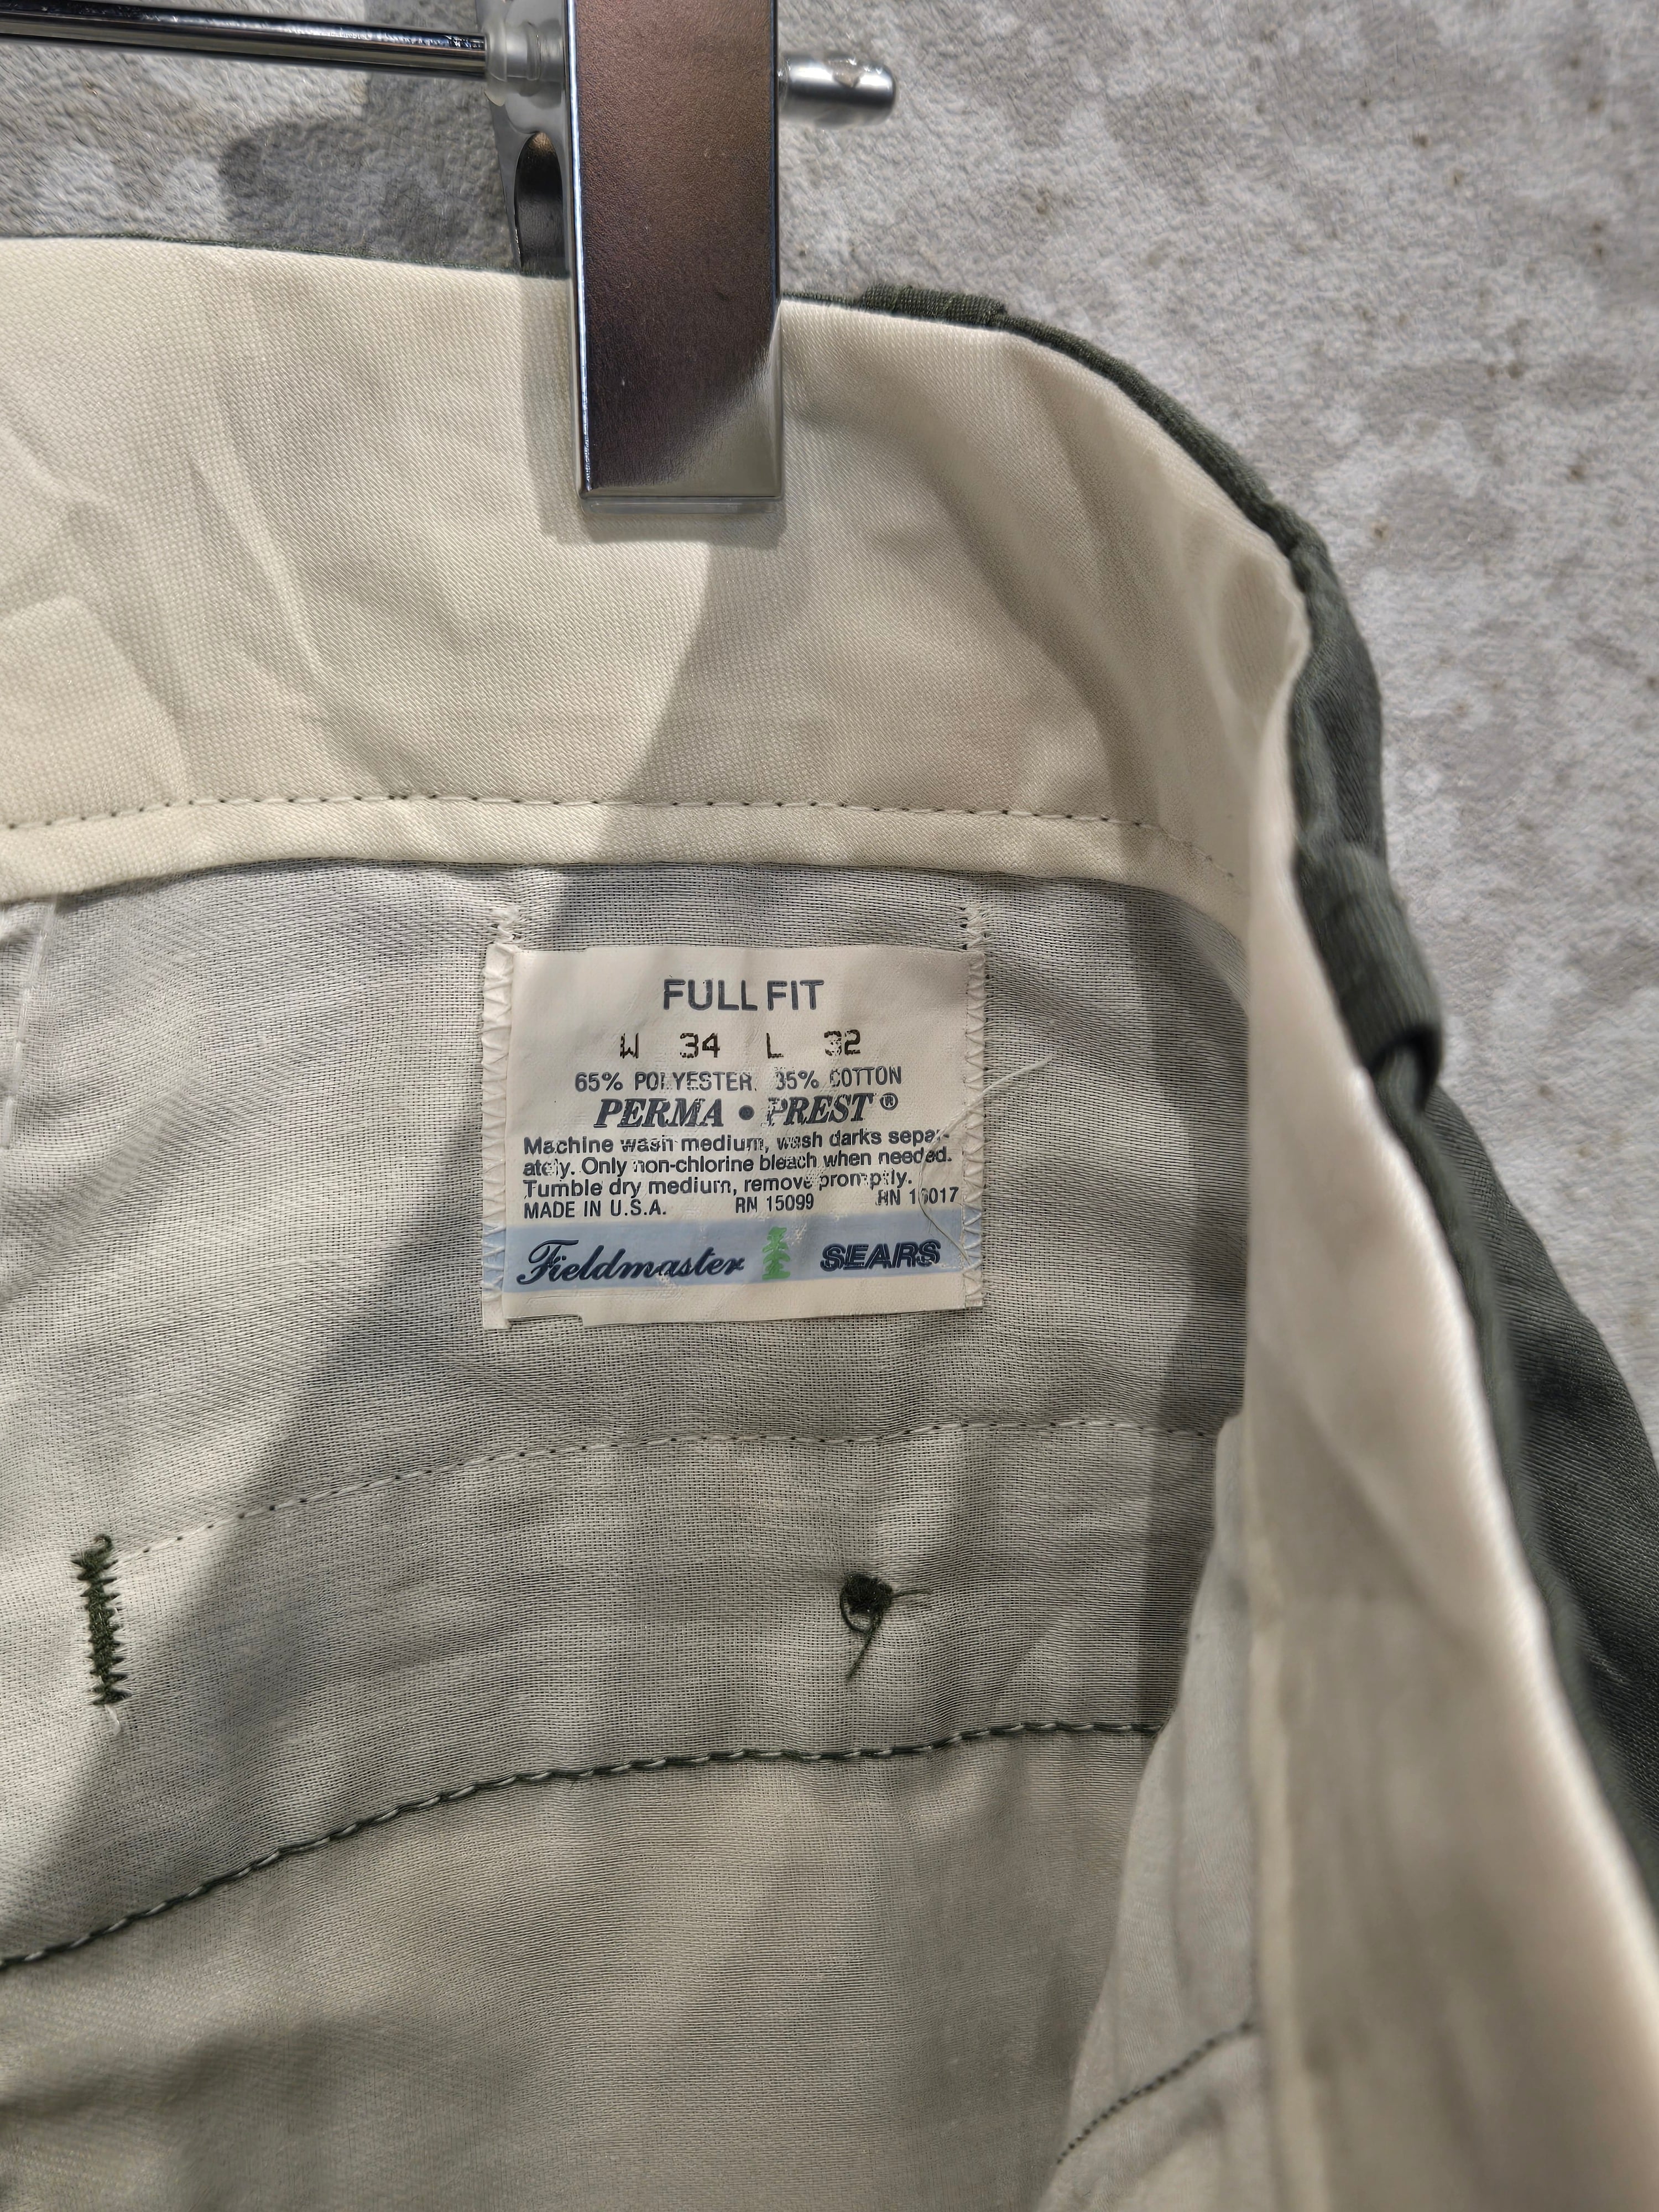 FULL FIT
W 34 L 32
65% POLYESTER, 35% COTTON
PERMA • PREST®
Machine wash medium, wash darks separ-
ately. Only non-chlorine bleach when needed.
Tumble dry medium, remove promptly.
MADE IN U.S.A. RN 15099 RN 16017
Fieldmaster SEARS